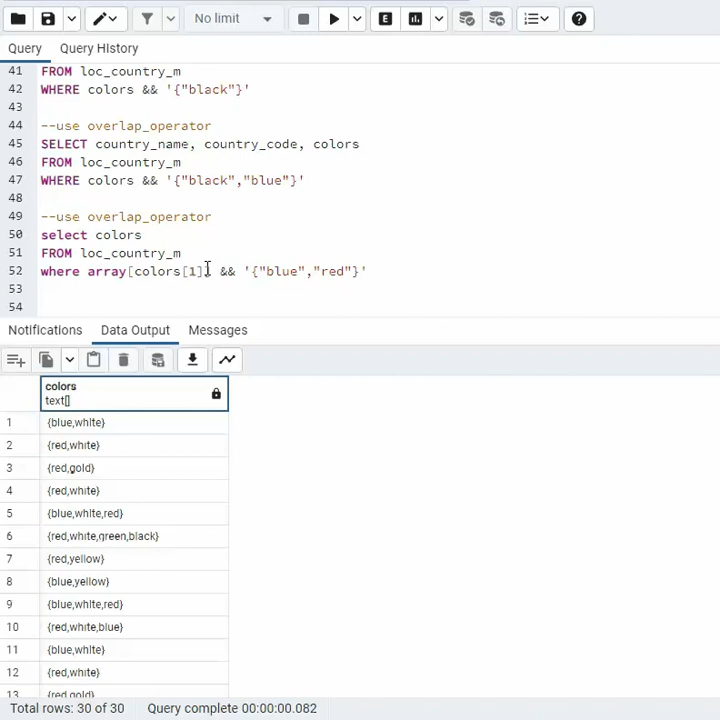 No limit
E
Query Query History
41 FROM loc_country_m
42 WHERE colors && '{"black"}'
43
44 --use overlap_operator
45 SELECT country_name, country_code, colors
46 FROM loc_country_m
47 WHERE colors && '{"black","blue"}'
48
49 --use overlap_operator
50 select colors
51 FROM loc_country_m
52 where array[colors[1]] && '{"blue","red"}'
53
54
Notifications Data Output Messages
colors
text[]
1 {blue,white}
2 {red,white}
3 {red,gold}
4 {red,white}
5 {blue,white,red}
6 {red,white,green,black}
7 {red,yellow}
8 {blue,yellow}
9 {blue,white,red}
10 {red,white,blue}
11 {blue,white}
12 {red,white}
13 {red,gold}
Total rows: 30 of 30 Query complete 00:00:00.082